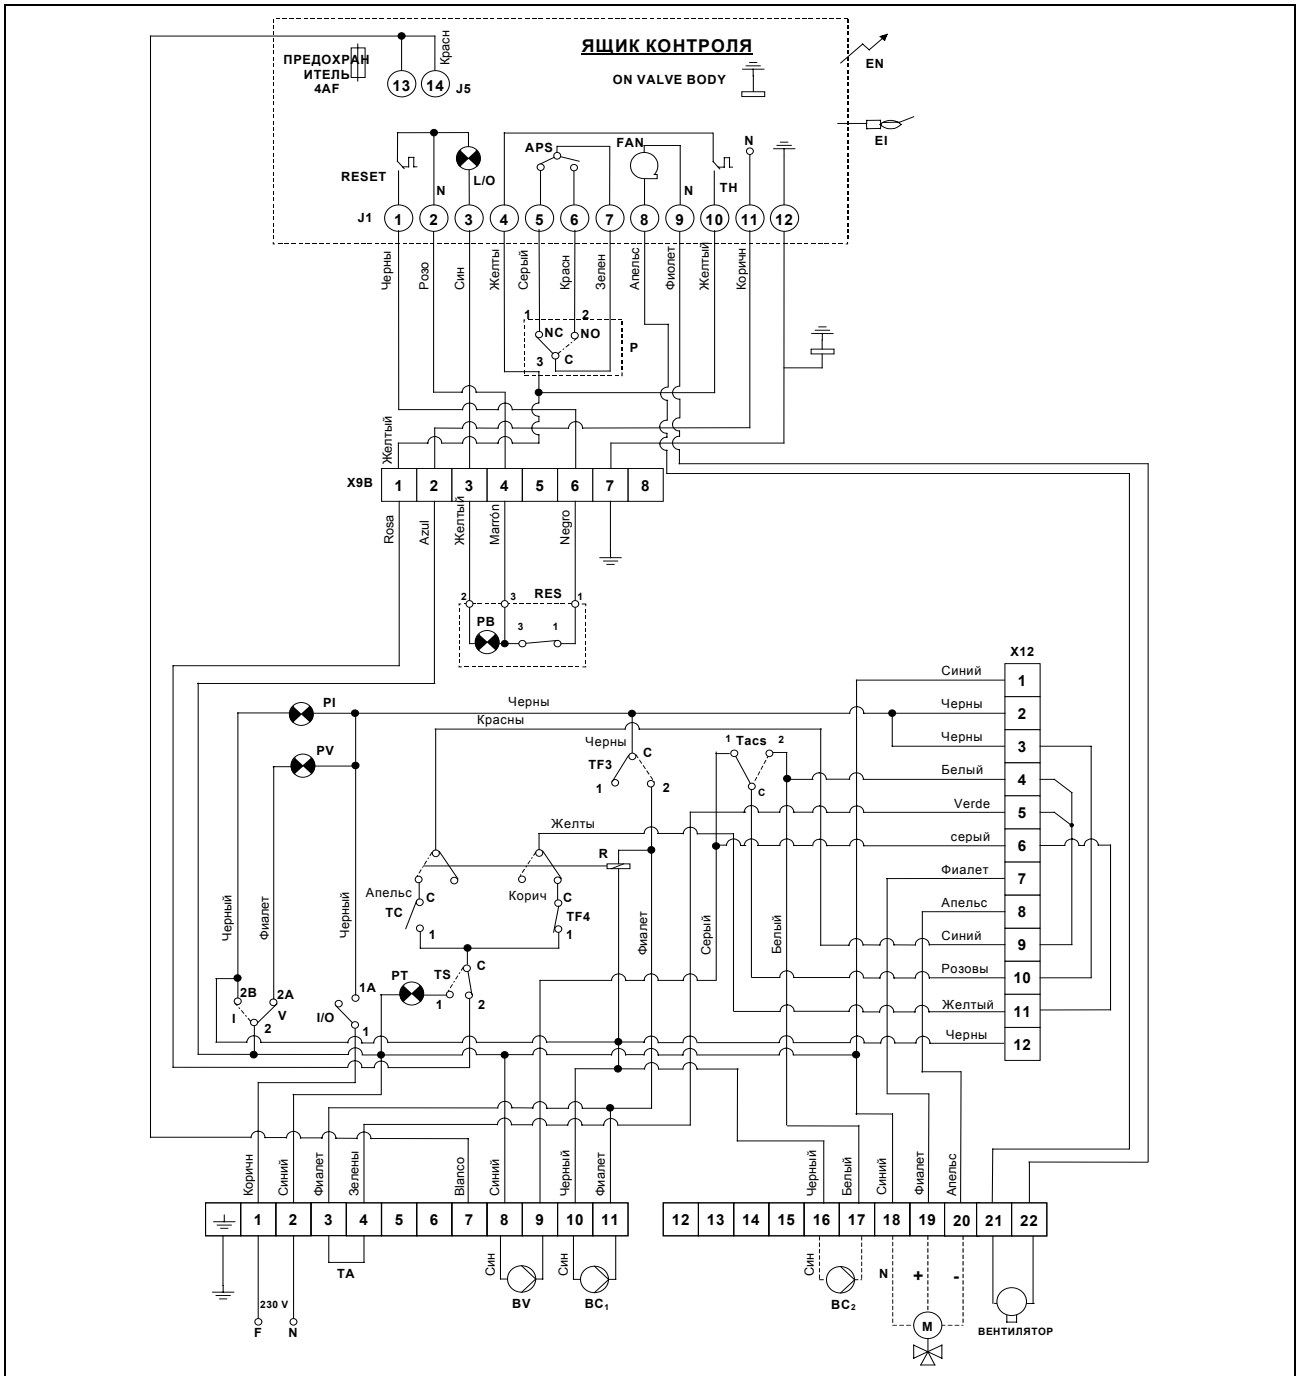 ЯЩИК КОНТРОЛЯ
ON VALVE BODY
ПРЕДОХРАН
ИТЕЛЬ
4AF
Красн
13 14 J5
EN
EI
RESET
N
L/O
APS
FAN
N
TH
N
J1 1 2 3 4 5 6 7 8 9 10 11 12
Черны
Розо
Син
Желты
Серый
Красн
Зелен
Апельс
Фиолет
Желтый
Коричн
1 2
NC NO
P
3 C
Желтый
X9B 1 2 3 4 5 6 7 8
Rosa
Azul
Желтый
Marrón
Negro
2 3 RES 1
PB
3 1
X12
Синий 1
Черны 2
Черны 3
Белый 4
Verde 5
серый 6
Фиалет 7
Апельс 8
Синий 9
Розовы 10
Желтый 11
Черны 12
PI
Черны
Красны
PV
Черны
C
TF3
1 2
1 Tacs 2
C
Желты
R
Апельс
C
TC
1
Корич
C
TF4
1
Черный
Фиалет
Черный
Фиалет
Серый
Белый
PT
TS
C
1 2
2B 2A
I V
2
1A
I/O
1
Коричн
Синий
Фиалет
Зелены
Blanco
Синий
Черный
Фиалет
Черный
Белый
Синий
Фиалет
Апельс
1 2 3 4 5 6 7 8 9 10 11
12 13 14 15 16 17 18 19 20 21 22
TA
230 V
F N
Син
BV
Син
BC₁
Син
BC₂
N + -
M
ВЕНТИЛЯТОР